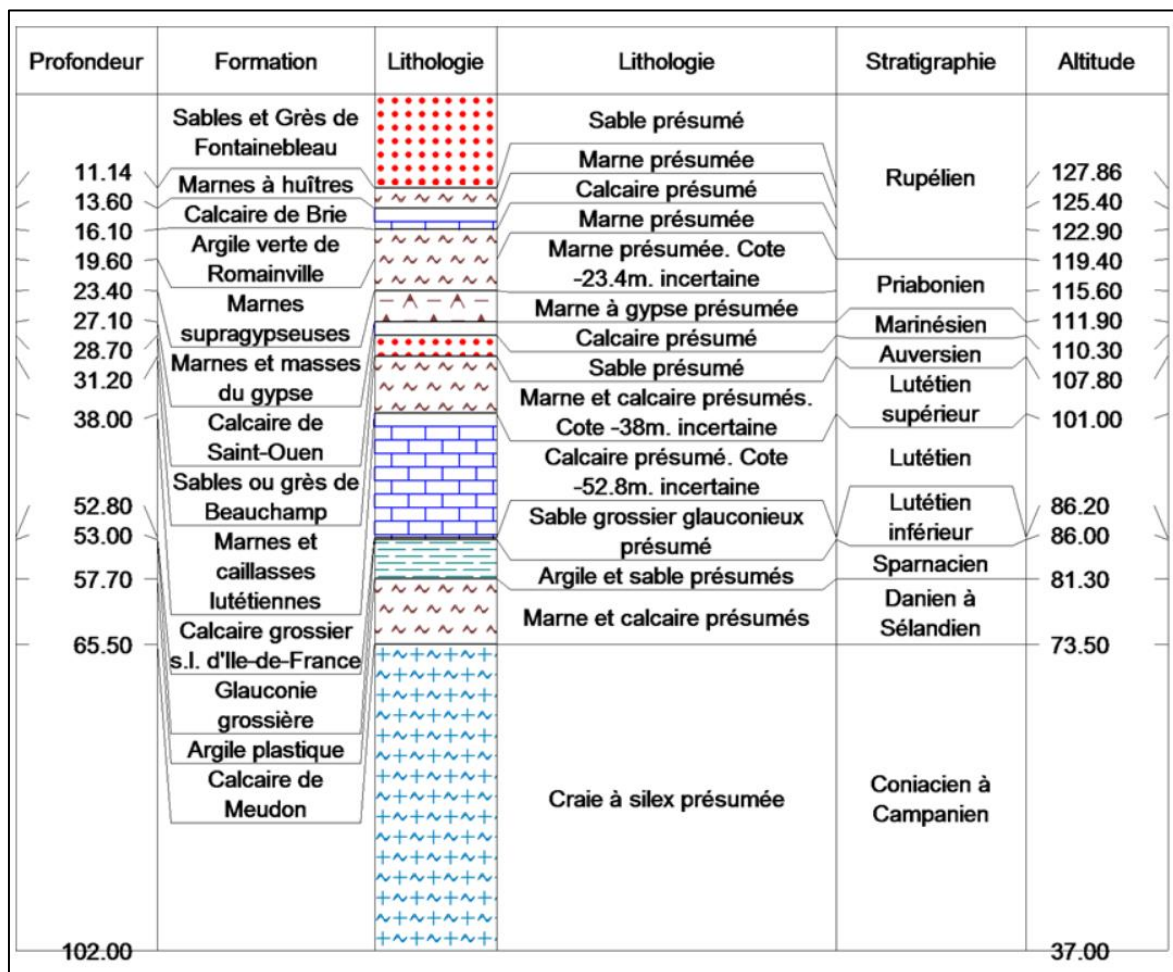 Profondeur
Formation
Lithologie
Lithologie
Stratigraphie
Altitude
11.14
13.60
16.10
19.60
23.40
27.10
28.70
31.20
38.00
52.80
53.00
57.70
65.50
102.00
Sables et Grès de
Fontainebleau
Marnes à huîtres
Calcaire de Brie
Argile verte de
Romainville
Marnes
supragypseuses
Marnes et masses
du gypse
Calcaire de
Saint-Ouen
Sables ou grès de
Beauchamp
Marnes et
caillasses
lutétiennes
Calcaire grossier
s.l. d'Ile-de-France
Glauconie
grossière
Argile plastique
Calcaire de
Meudon
Sable présumé
Marne présumée
Calcaire présumé
Marne présumée
Marne présumée. Cote
-23.4m. incertaine
Marne à gypse présumée
Calcaire présumé
Sable présumé
Marne et calcaire présumés.
Cote -38m. incertaine
Calcaire présumé. Cote
-52.8m. incertaine
Sable grossier glauconieux
présumé
Argile et sable présumés
Marne et calcaire présumés
Craie à silex présumée
Rupélien
Priabonien
Marinésien
Auversien
Lutétien
supérieur
Lutétien
Lutétien
inférieur
Sparnacien
Danien à
Sélandien
Coniacien à
Campanien
127.86
125.40
122.90
119.40
115.60
111.90
110.30
107.80
101.00
86.20
86.00
81.30
73.50
37.00